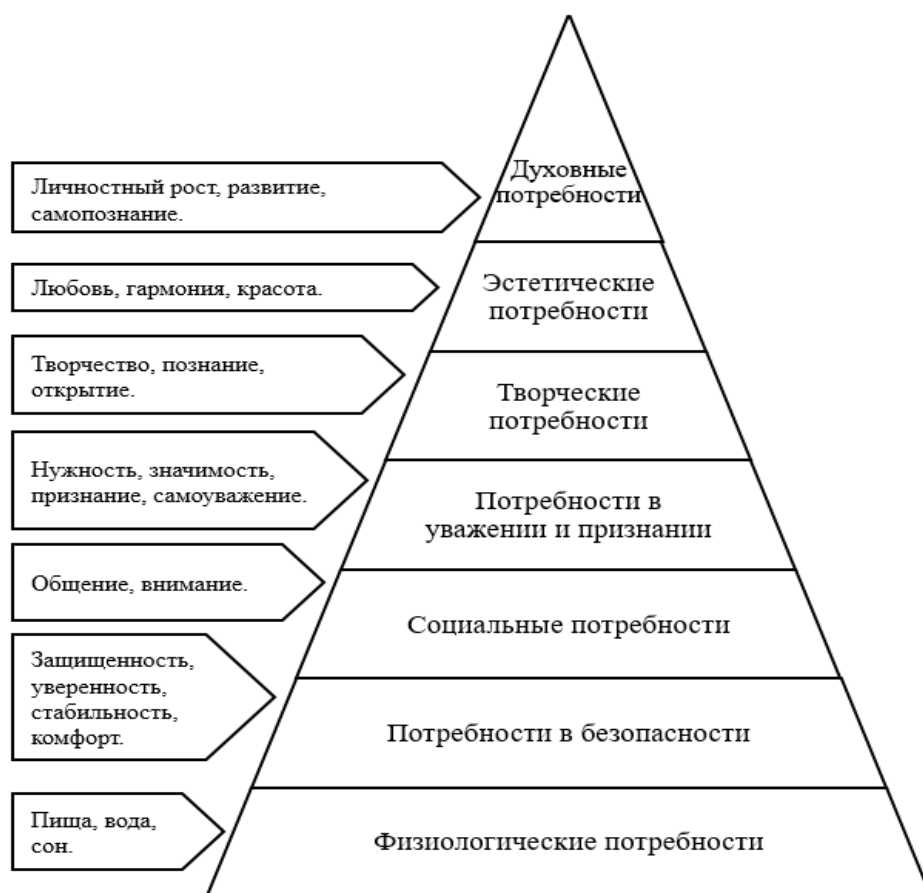 Личностный рост, развитие,
самопознание.
Духовные
потребности
Любовь, гармония, красота.
Эстетические
потребности
Творчество, познание,
открытие.
Творческие
потребности
Нужность, значимость,
признание, самоуважение.
Потребности в
уважении и признании
Общение, внимание.
Социальные потребности
Защищенность,
уверенность,
стабильность,
комфорт.
Потребности в безопасности
Пища, вода,
сон.
Физиологические потребности